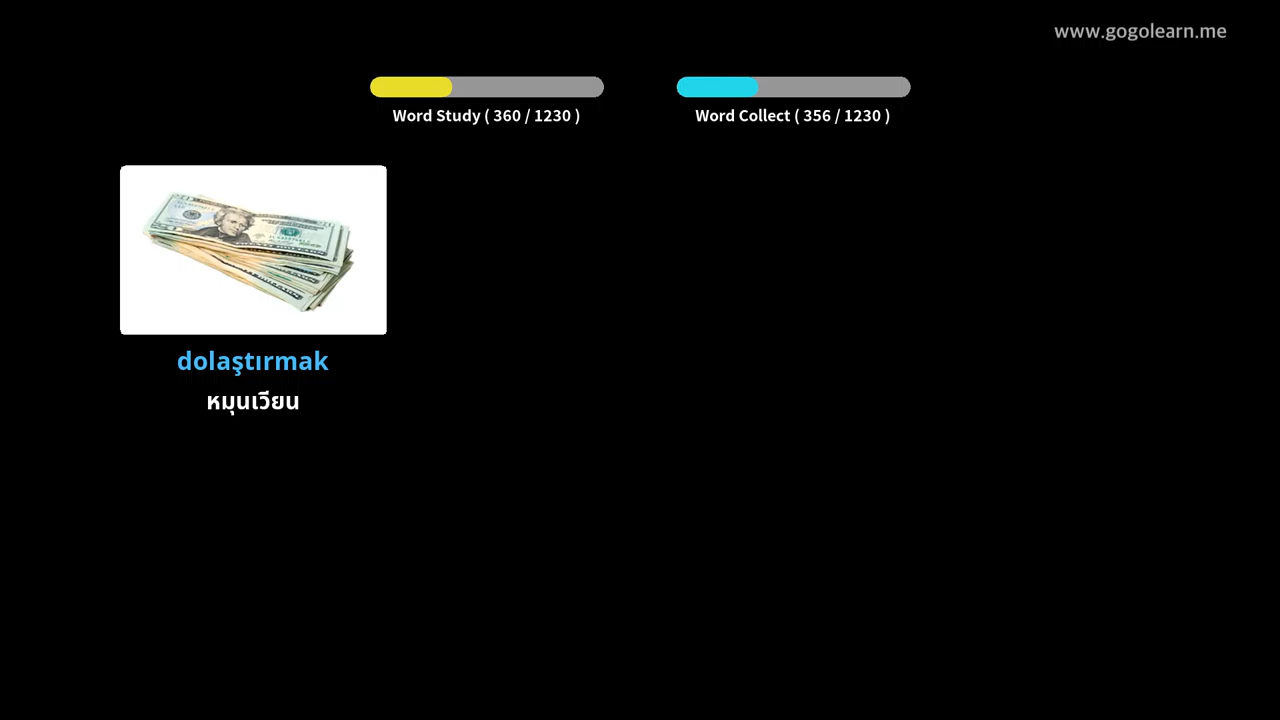 www.gogolearn.me
Word Study ( 360 / 1230 )
Word Collect ( 356 / 1230 )
dolaştırmak
หมุนเวียน